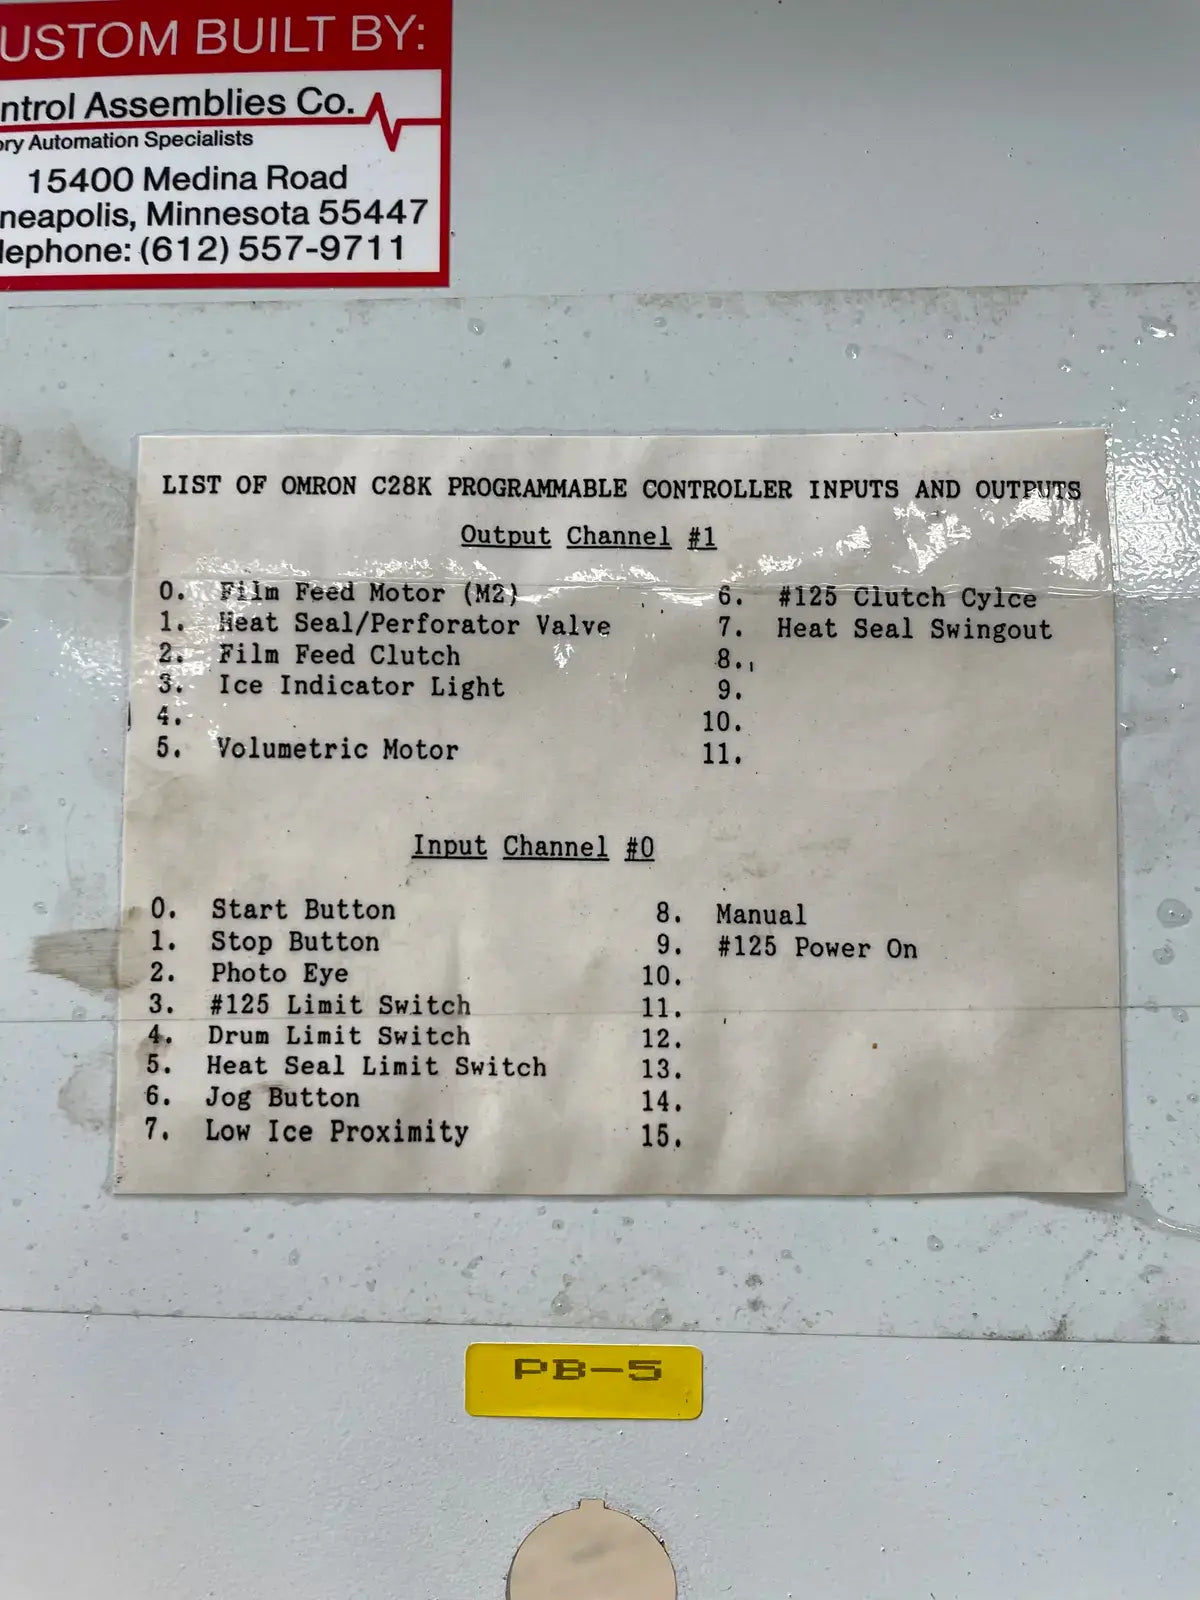 USTOM BUILT BY:
ntrol Assemblies Co.
ory Automation Specialists
15400 Medina Road
neapolis, Minnesota 55447
lephone: (612) 557-9711
LIST OF OMRON C28K PROGRAMMABLE CONTROLLER INPUTS AND OUTPUTS
Output Channel #1
0. Film Feed Motor (M2)
1. Heat Seal/Perforator Valve
2. Film Feed Clutch
3. Ice Indicator Light
4.
5. Volumetric Motor
6. #125 Clutch Cylce
7. Heat Seal Swingout
8.
9.
10.
11.
Input Channel #0
0. Start Button
1. Stop Button
2. Photo Eye
3. #125 Limit Switch
4. Drum Limit Switch
5. Heat Seal Limit Switch
6. Jog Button
7. Low Ice Proximity
8. Manual
9. #125 Power On
10.
11.
12.
13.
14.
15.
PB-5